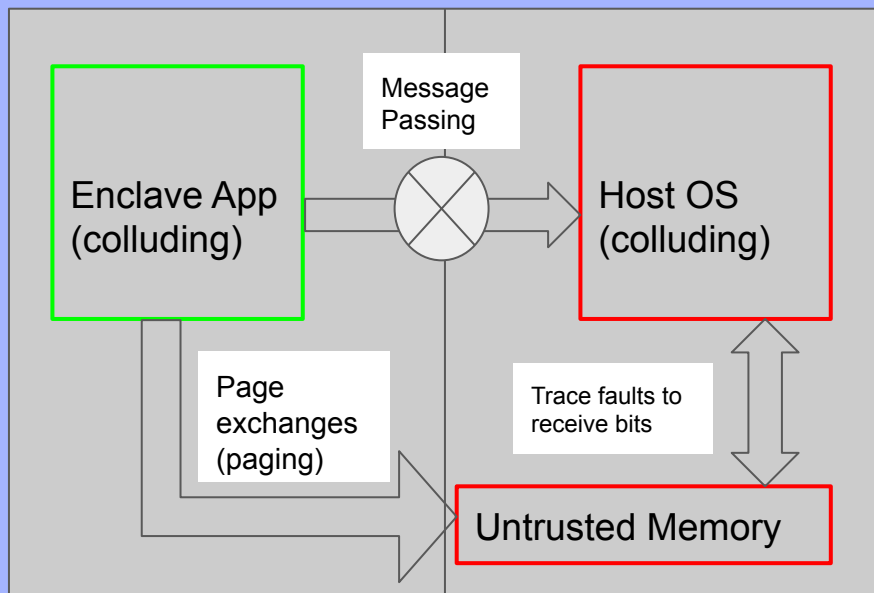 Message
Passing
Enclave App
(colluding)
Host OS
(colluding)
Page
exchanges
(paging)
Trace faults to
receive bits
Untrusted Memory